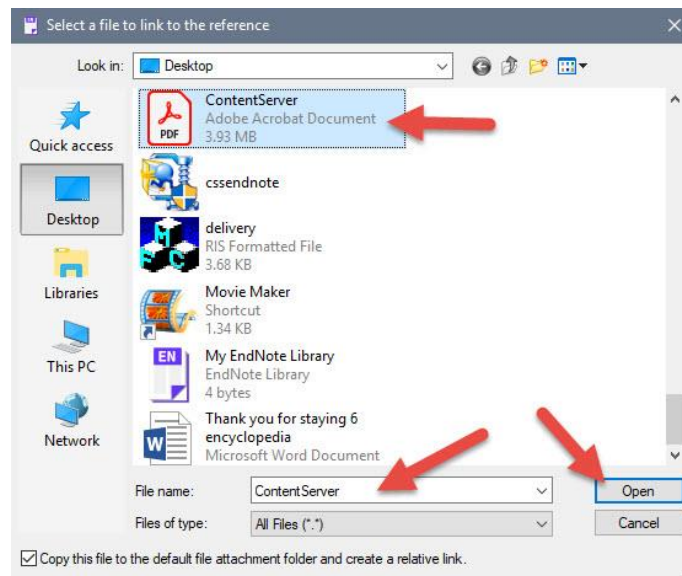 Select a file to link to the reference
Look in:
Desktop
Quick access
Desktop
Libraries
This PC
Network
PDF
ContentServer
Adobe Acrobat Document
3.93 MB
cssendnote
M
F C
delivery
RIS Formatted File
3.68 KB
Movie Maker
Shortcut
1.34 KB
EN
My EndNote Library
EndNote Library
4 bytes
W
Thank you for staying 6
encyclopedia
Microsoft Word Document
File name:
ContentServer
Open
Files of type:
All Files (*.*)
Cancel
Copy this file to the default file attachment folder and create a relative link.